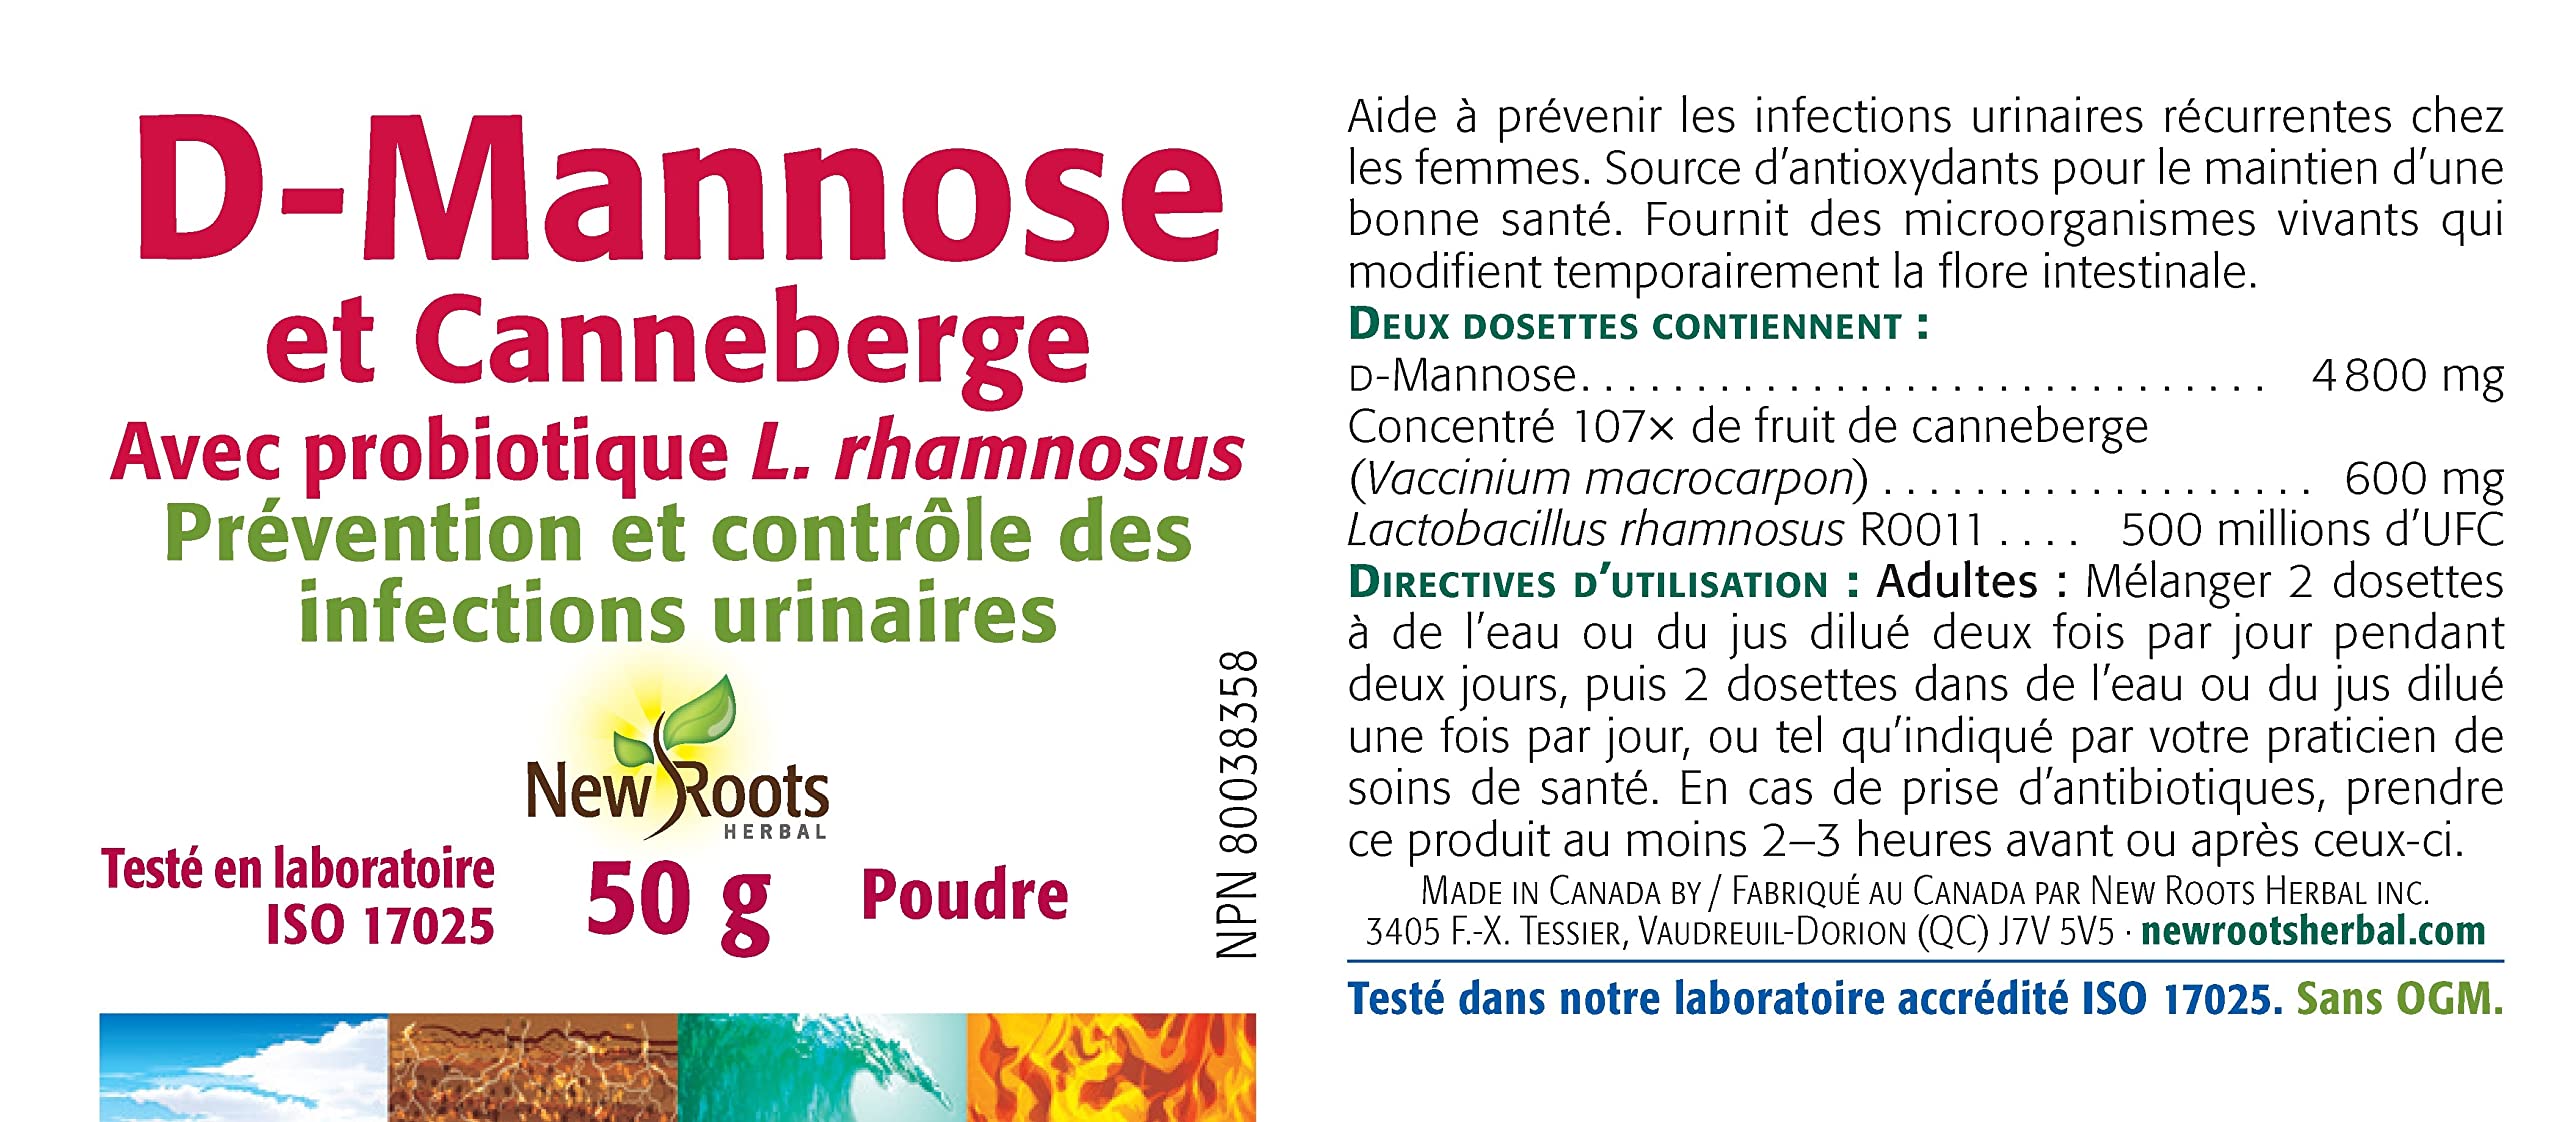 D-Mannose
et Canneberge
Avec probiotique L. rhamnosus
Prévention et contrôle des
infections urinaires
New Roots
HERBAL
Testé en laboratoire
ISO 17025
50 g
Poudre
NPN 80038358
Aide à prévenir les infections urinaires récurrentes chez
les femmes. Source d’antioxydants pour le maintien d’une
bonne santé. Fournit des microorganismes vivants qui
modifient temporairement la flore intestinale.
DEUX DOSETTES CONTIENNENT :
D-Mannose. . . . . . . . . . . . . . . . . . . . . . . . . . . . . . 4 800 mg
Concentré 107× de fruit de canneberge
(Vaccinium macrocarpon) . . . . . . . . . . . . . . . . . . . 600 mg
Lactobacillus rhamnosus R0011 . . . . 500 millions d’UFC
DIRECTIVES D’UTILISATION : Adultes : Mélanger 2 dosettes
à de l’eau ou du jus dilué deux fois par jour pendant
deux jours, puis 2 dosettes dans de l’eau ou du jus dilué
une fois par jour, ou tel qu’indiqué par votre praticien de
soins de santé. En cas de prise d’antibiotiques, prendre
ce produit au moins 2–3 heures avant ou après ceux-ci.
MADE IN CANADA BY / FABRIQUÉ AU CANADA PAR NEW ROOTS HERBAL INC.
3405 F.-X. TESSIER, VAUDREUIL-DORION (QC) J7V 5V5 · newrootsherbal.com
Testé dans notre laboratoire accrédité ISO 17025. Sans OGM.